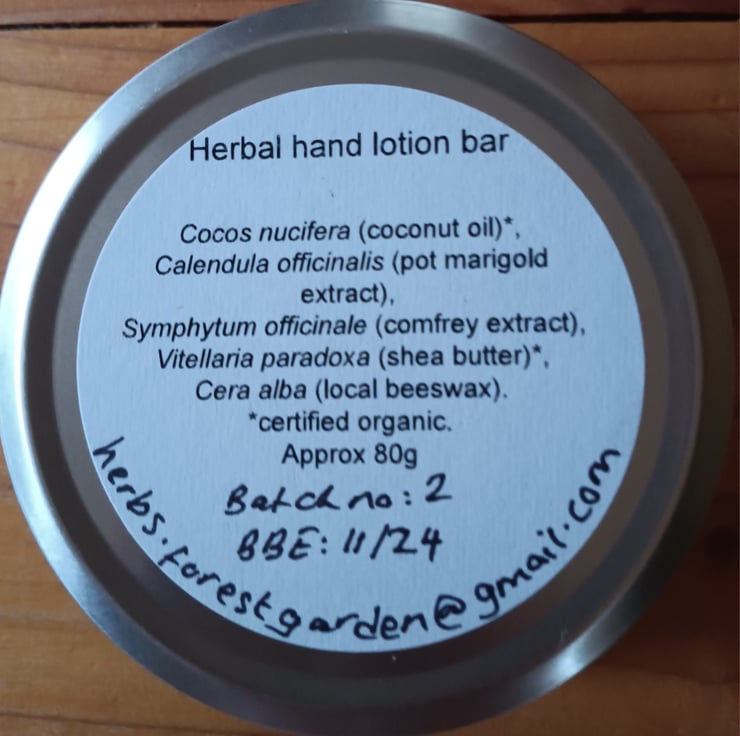 Herbal hand lotion bar
Cocos nucifera (coconut oil)*,
Calendula officinalis (pot marigold
extract),
Symphytum officinale (comfrey extract),
Vitellaria paradoxa (shea butter)*,
Cera alba (local beeswax).
*certified organic.
Approx 80g
Batch no: 2
BBE: 11/24
herbs.forestgarden@gmail.com